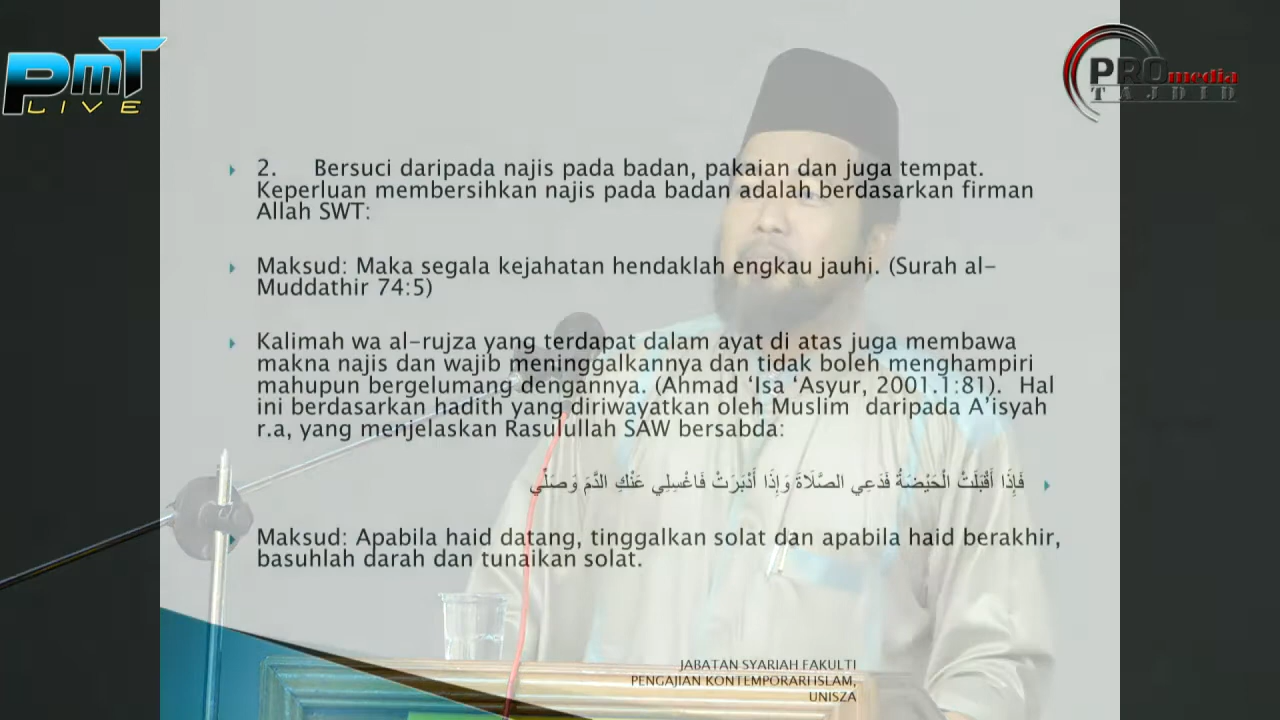 PMT
LIVE
PROmedia
TAJDID
2. Bersuci daripada najis pada badan, pakaian dan juga tempat.
Keperluan membersihkan najis pada badan adalah berdasarkan firman
Allah SWT:
Maksud: Maka segala kejahatan hendaklah engkau jauhi. (Surah al-
Muddathir 74:5)
Kalimah wa al-rujza yang terdapat dalam ayat di atas juga membawa
makna najis dan wajib meninggalkannya dan tidak boleh menghampiri
mahupun bergelumang dengannya. (Ahmad ‘Isa ‘Asyur, 2001.1:81). Hal
ini berdasarkan hadith yang diriwayatkan oleh Muslim daripada A’isyah
r.a, yang menjelaskan Rasulullah SAW bersabda:
فَإِذَا أَقْبَلَتْ الْحَيْضَةُ فَدَعِي الصَّلَاةَ وَإِذَا أَدْبَرَتْ فَاغْسِلِي عَنْكِ الدَّمَ وَصَلِّي
Maksud: Apabila haid datang, tinggalkan solat dan apabila haid berakhir,
basuhlah darah dan tunaikan solat.
JABATAN SYARIAH FAKULTI
PENGAJIAN KONTEMPORARI ISLAM,
UNISZA